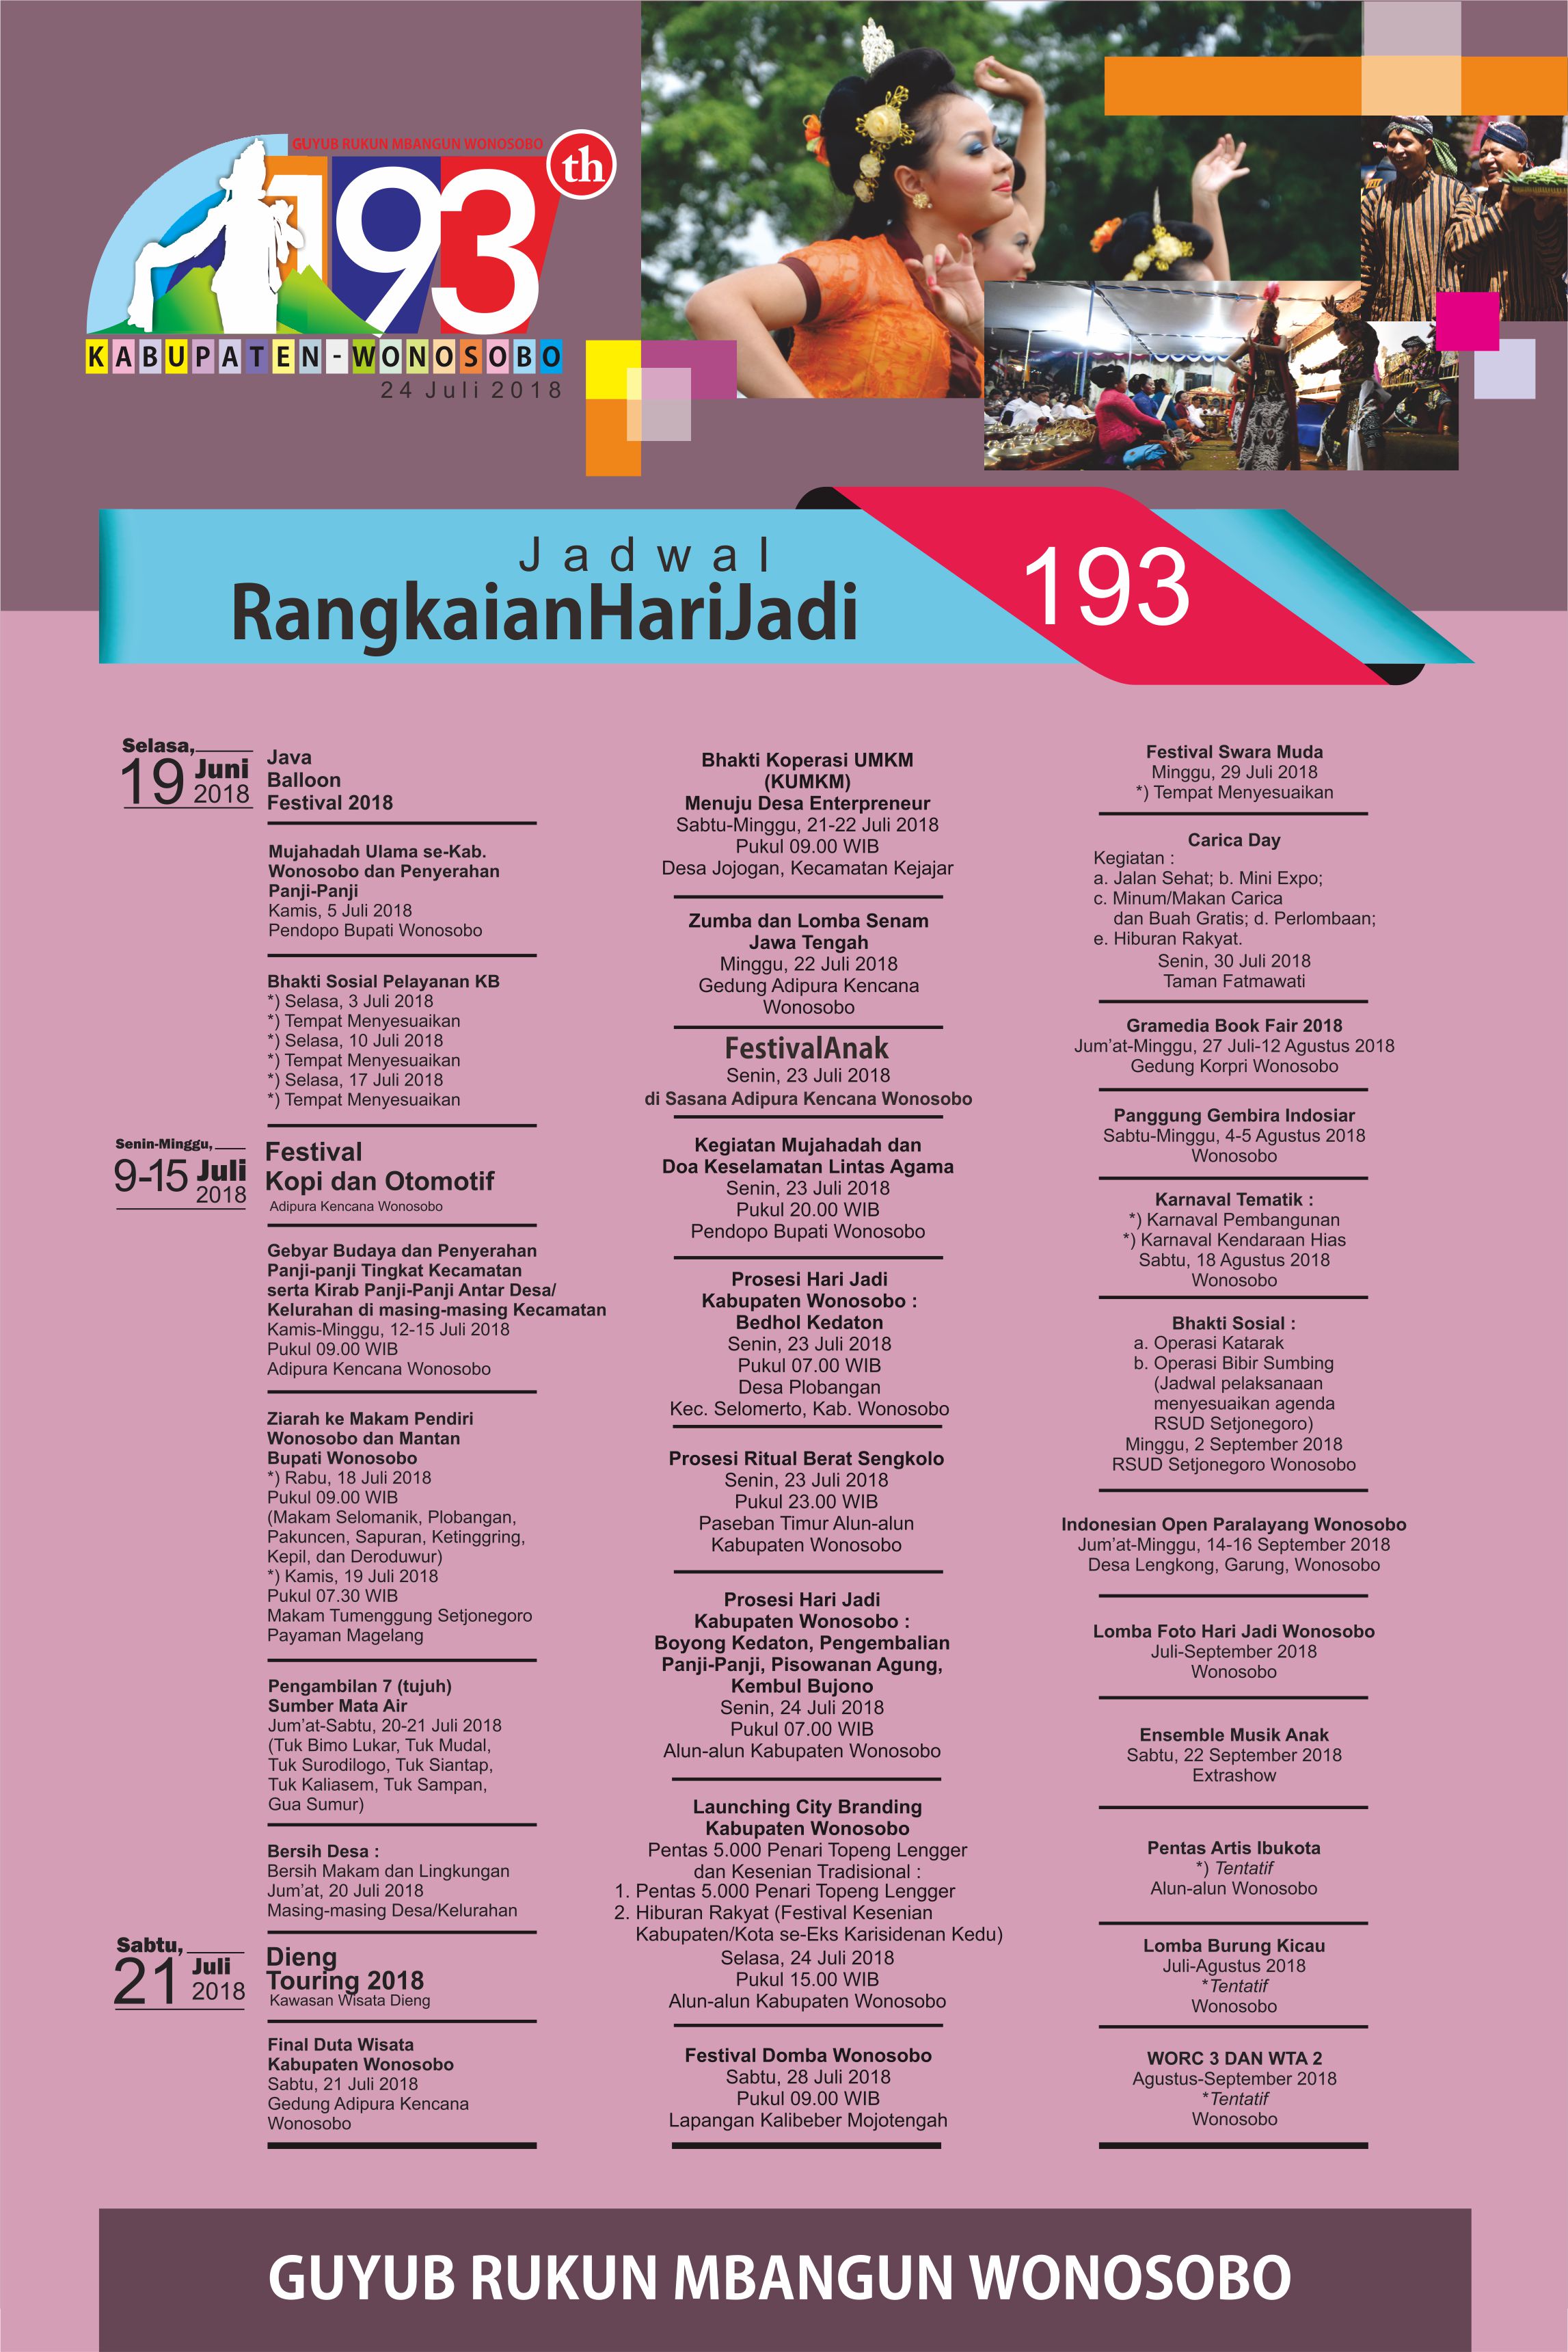 GUYUB RUKUN MBANGUN WONOSOBO
193 th
KABUPATEN-WONOSOBO
24 Juli 2018
Jadwal
RangkaianHariJadi
193
Selasa,
19 Juni
2018
Java
Balloon
Festival 2018
Mujahadah Ulama se-Kab.
Wonosobo dan Penyerahan
Panji-Panji
Kamis, 5 Juli 2018
Pendopo Bupati Wonosobo
Bhakti Sosial Pelayanan KB
*) Selasa, 3 Juli 2018
*) Tempat Menyesuaikan
*) Selasa, 10 Juli 2018
*) Tempat Menyesuaikan
*) Selasa, 17 Juli 2018
*) Tempat Menyesuaikan
Senin-Minggu,
9-15 Juli
2018
Festival
Kopi dan Otomotif
Adipura Kencana Wonosobo
Gebyar Budaya dan Penyerahan
Panji-panji Tingkat Kecamatan
serta Kirab Panji-Panji Antar Desa/
Kelurahan di masing-masing Kecamatan
Kamis-Minggu, 12-15 Juli 2018
Pukul 09.00 WIB
Adipura Kencana Wonosobo
Ziarah ke Makam Pendiri
Wonosobo dan Mantan
Bupati Wonosobo
*) Rabu, 18 Juli 2018
Pukul 09.00 WIB
(Makam Selomanik, Plobangan,
Pakuncen, Sapuran, Ketinggring,
Kepil, dan Deroduwur)
*) Kamis, 19 Juli 2018
Pukul 07.30 WIB
Makam Tumenggung Setjonegoro
Payaman Magelang
Pengambilan 7 (tujuh)
Sumber Mata Air
Jum'at-Sabtu, 20-21 Juli 2018
(Tuk Bimo Lukar, Tuk Mudal,
Tuk Surodilogo, Tuk Siantap,
Tuk Kaliasem, Tuk Sampan,
Gua Sumur)
Bersih Desa :
Bersih Makam dan Lingkungan
Jum'at, 20 Juli 2018
Masing-masing Desa/Kelurahan
Sabtu,
21 Juli
2018
Dieng
Touring 2018
Kawasan Wisata Dieng
Final Duta Wisata
Kabupaten Wonosobo
Sabtu, 21 Juli 2018
Gedung Adipura Kencana
Wonosobo
Bhakti Koperasi UMKM
(KUMKM)
Menuju Desa Enterpreneur
Sabtu-Minggu, 21-22 Juli 2018
Pukul 09.00 WIB
Desa Jojogan, Kecamatan Kejajar
Zumba dan Lomba Senam
Jawa Tengah
Minggu, 22 Juli 2018
Gedung Adipura Kencana
Wonosobo
FestivalAnak
Senin, 23 Juli 2018
di Sasana Adipura Kencana Wonosobo
Kegiatan Mujahadah dan
Doa Keselamatan Lintas Agama
Senin, 23 Juli 2018
Pukul 20.00 WIB
Pendopo Bupati Wonosobo
Prosesi Hari Jadi
Kabupaten Wonosobo :
Bedhol Kedaton
Senin, 23 Juli 2018
Pukul 07.00 WIB
Desa Plobangan
Kec. Selomerto, Kab. Wonosobo
Prosesi Ritual Berat Sengkolo
Senin, 23 Juli 2018
Pukul 23.00 WIB
Paseban Timur Alun-alun
Kabupaten Wonosobo
Prosesi Hari Jadi
Kabupaten Wonosobo :
Boyong Kedaton, Pengembalian
Panji-Panji, Pisowanan Agung,
Kembul Bujono
Senin, 24 Juli 2018
Pukul 07.00 WIB
Alun-alun Kabupaten Wonosobo
Launching City Branding
Kabupaten Wonosobo
Pentas 5.000 Penari Topeng Lengger
dan Kesenian Tradisional :
1. Pentas 5.000 Penari Topeng Lengger
2. Hiburan Rakyat (Festival Kesenian
Kabupaten/Kota se-Eks Karisidenan Kedu)
Selasa, 24 Juli 2018
Pukul 15.00 WIB
Alun-alun Kabupaten Wonosobo
Festival Domba Wonosobo
Sabtu, 28 Juli 2018
Pukul 09.00 WIB
Lapangan Kalibeber Mojotengah
Festival Swara Muda
Minggu, 29 Juli 2018
*) Tempat Menyesuaikan
Carica Day
Kegiatan :
a. Jalan Sehat; b. Mini Expo;
c. Minum/Makan Carica
dan Buah Gratis; d. Perlombaan;
e. Hiburan Rakyat.
Senin, 30 Juli 2018
Taman Fatmawati
Gramedia Book Fair 2018
Jum'at-Minggu, 27 Juli-12 Agustus 2018
Gedung Korpri Wonosobo
Panggung Gembira Indosiar
Sabtu-Minggu, 4-5 Agustus 2018
Wonosobo
Karnaval Tematik :
*) Karnaval Pembangunan
*) Karnaval Kendaraan Hias
Sabtu, 18 Agustus 2018
Wonosobo
Bhakti Sosial :
a. Operasi Katarak
b. Operasi Bibir Sumbing
(Jadwal pelaksanaan
menyesuaikan agenda
RSUD Setjonegoro)
Minggu, 2 September 2018
RSUD Setjonegoro Wonosobo
Indonesian Open Paralayang Wonosobo
Jum'at-Minggu, 14-16 September 2018
Desa Lengkong, Garung, Wonosobo
Lomba Foto Hari Jadi Wonosobo
Juli-September 2018
Wonosobo
Ensemble Musik Anak
Sabtu, 22 September 2018
Extrashow
Pentas Artis Ibukota
*) Tentatif
Alun-alun Wonosobo
Lomba Burung Kicau
Juli-Agustus 2018
*Tentatif
Wonosobo
WORC 3 DAN WTA 2
Agustus-September 2018
*Tentatif
Wonosobo
GUYUB RUKUN MBANGUN WONOSOBO